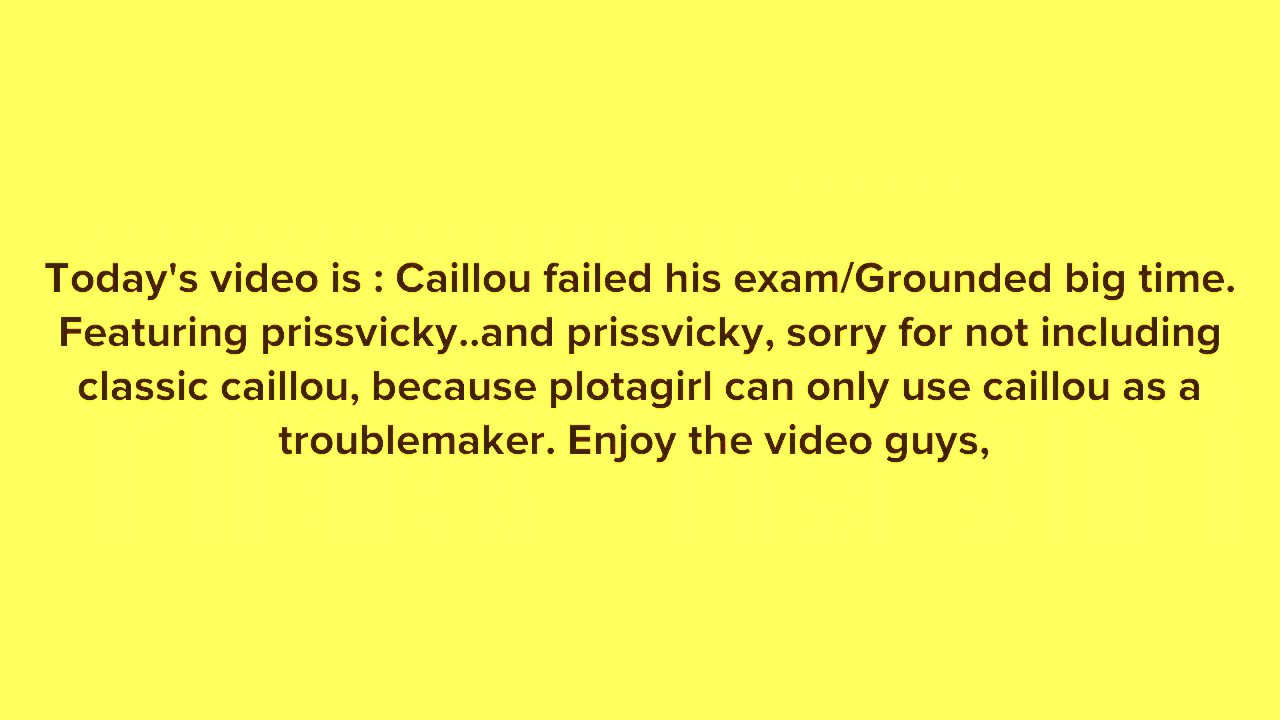 Today's video is : Caillou failed his exam/Grounded big time.
Featuring prissvicky..and prissvicky, sorry for not including
classic caillou, because plotagirl can only use caillou as a
troublemaker. Enjoy the video guys,